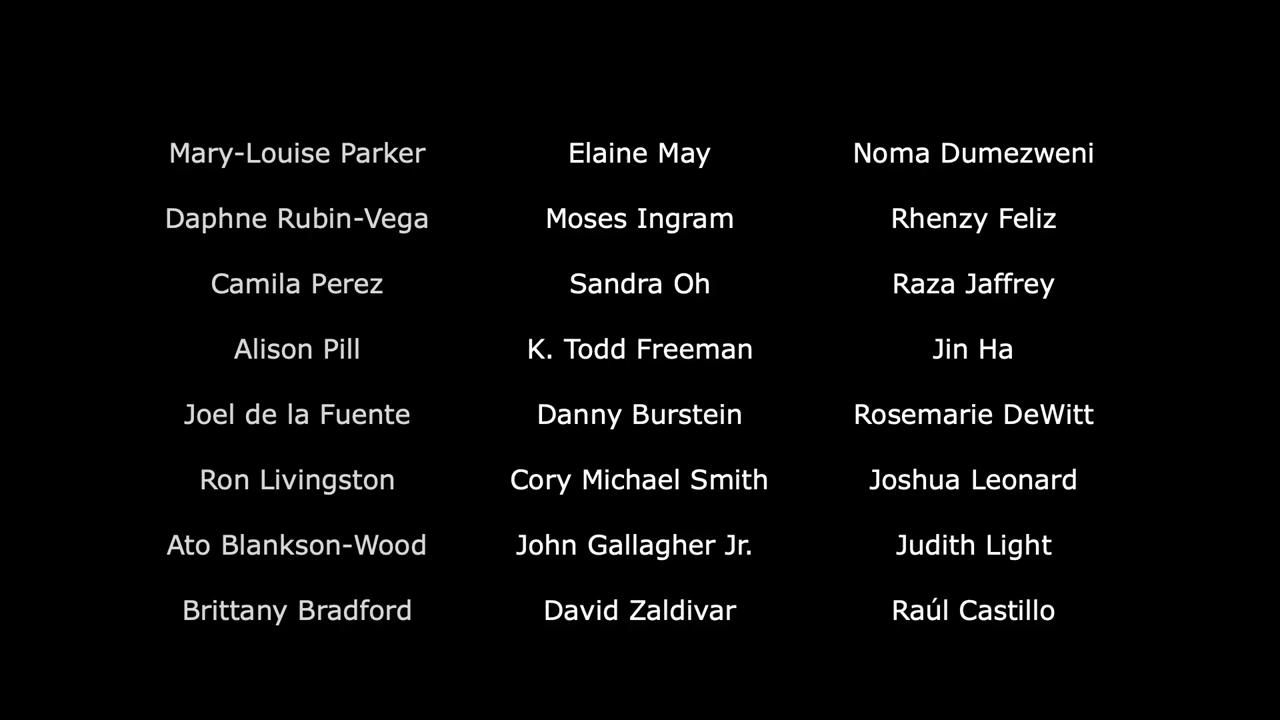 Mary-Louise Parker
Daphne Rubin-Vega
Camila Perez
Alison Pill
Joel de la Fuente
Ron Livingston
Ato Blankson-Wood
Brittany Bradford
Elaine May
Moses Ingram
Sandra Oh
K. Todd Freeman
Danny Burstein
Cory Michael Smith
John Gallagher Jr.
David Zaldivar
Noma Dumezweni
Rhenzy Feliz
Raza Jaffrey
Jin Ha
Rosemarie DeWitt
Joshua Leonard
Judith Light
Raúl Castillo